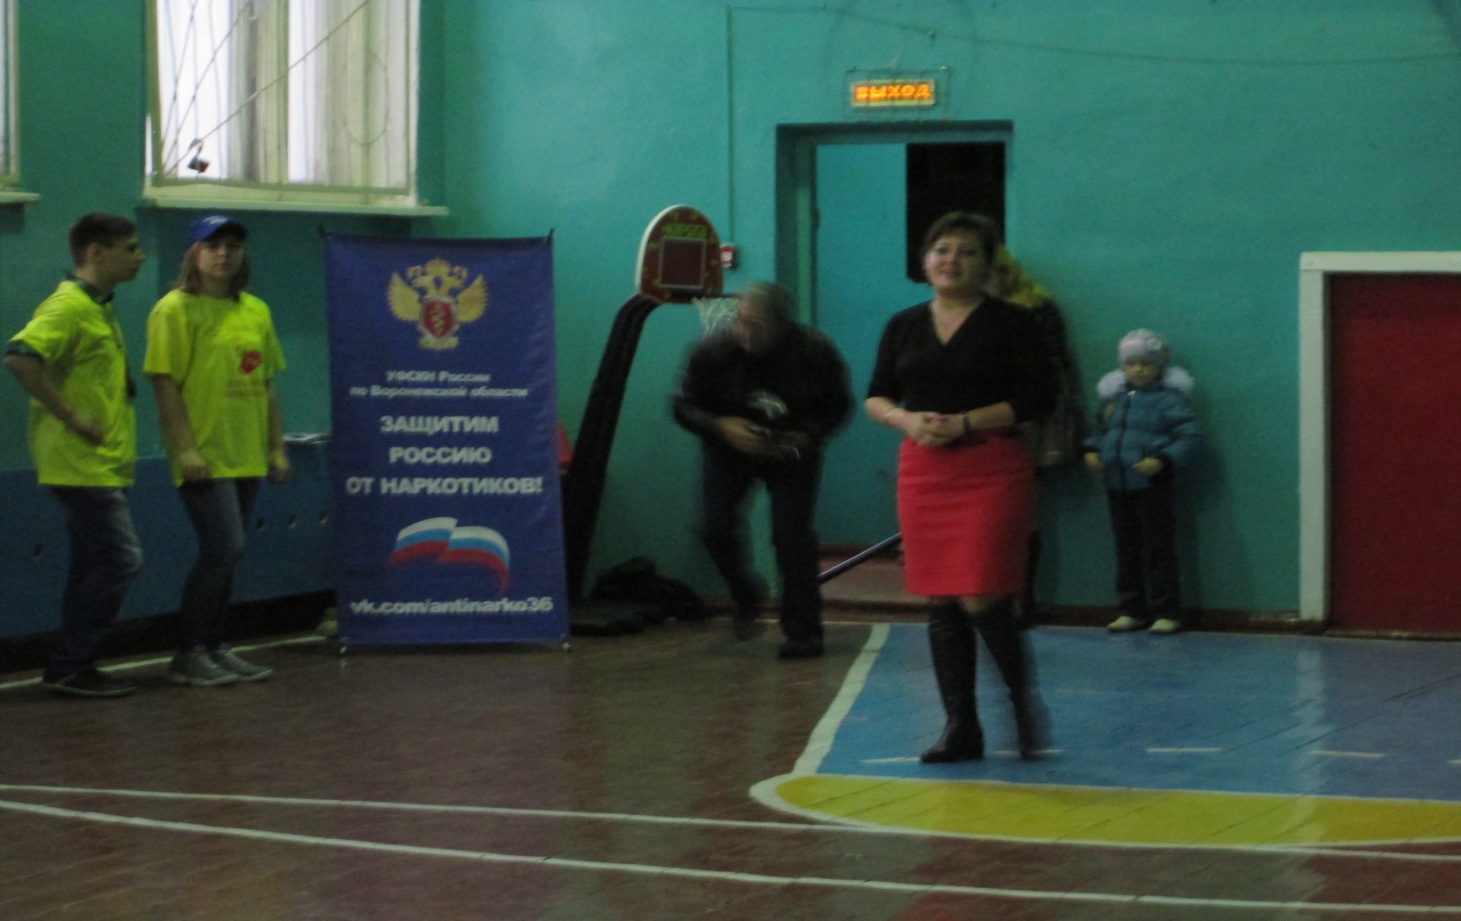 ВЫХОД
УФСКН России
по Воронежской области
ЗАЩИТИМ
РОССИЮ
ОТ НАРКОТИКОВ!
vk.com/antinarko36